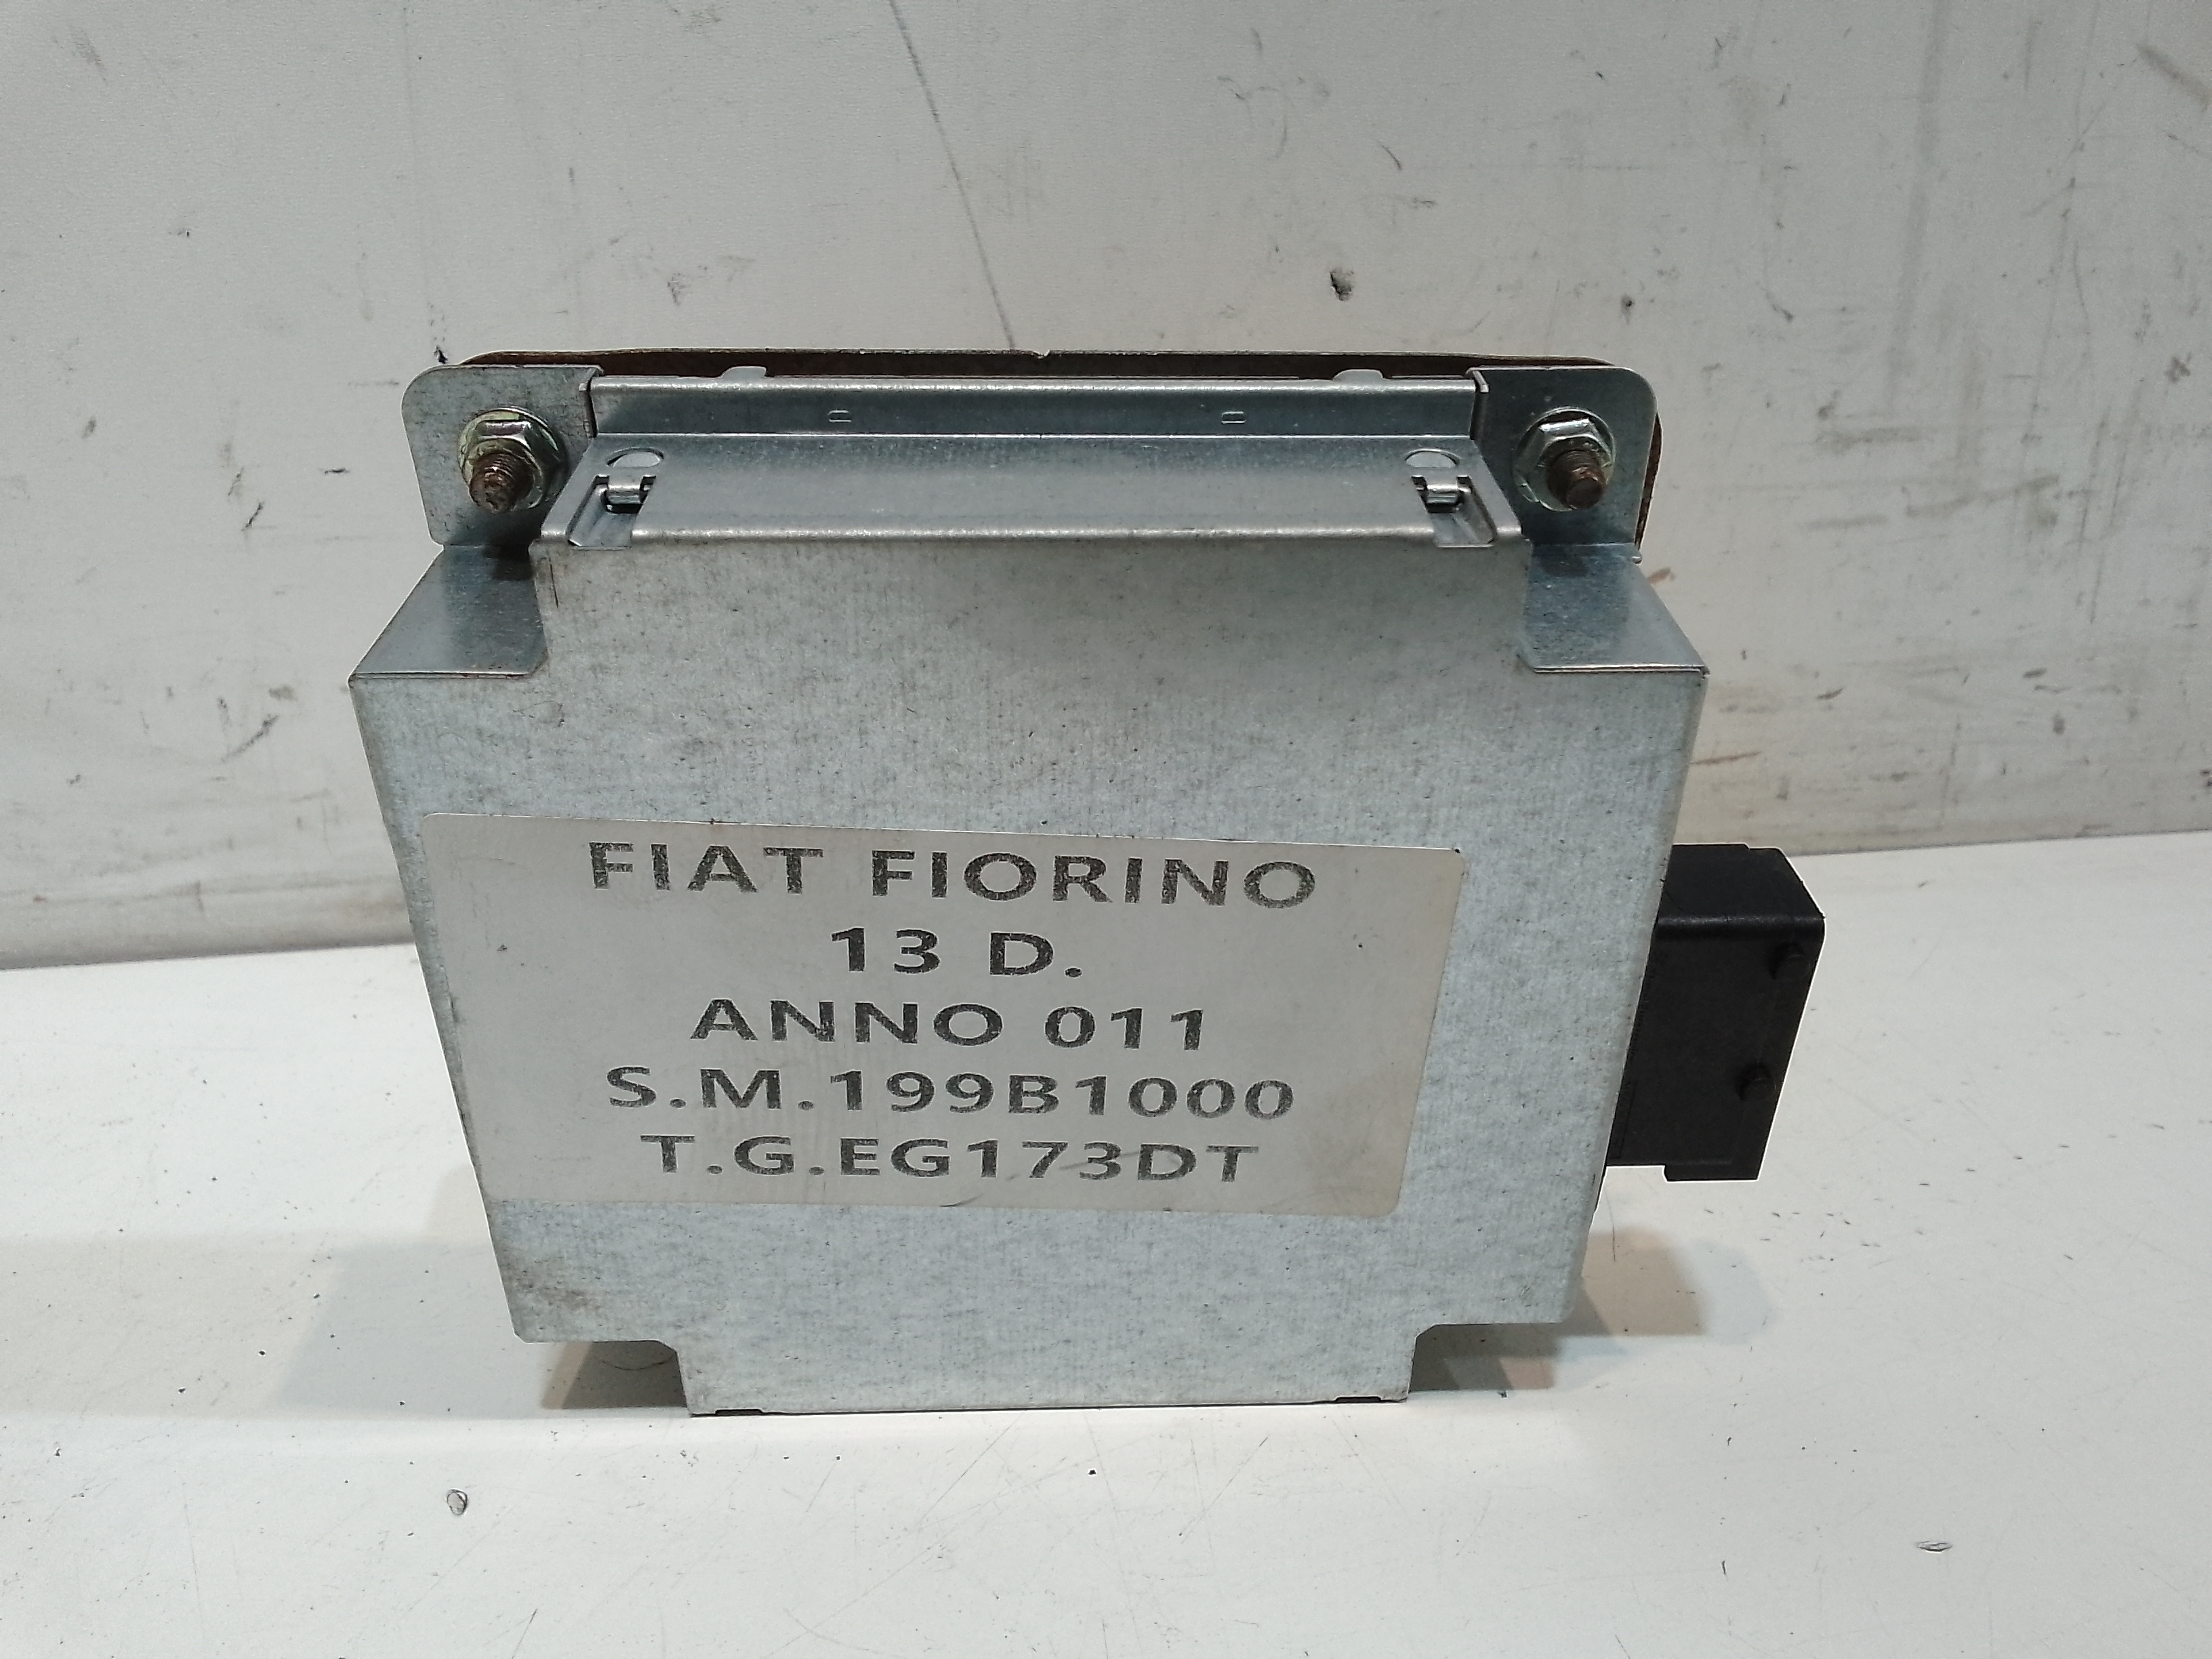 FIAT FIORINO
13 D.
ANNO 011
S.M.199B1000
T.G.EG173DT